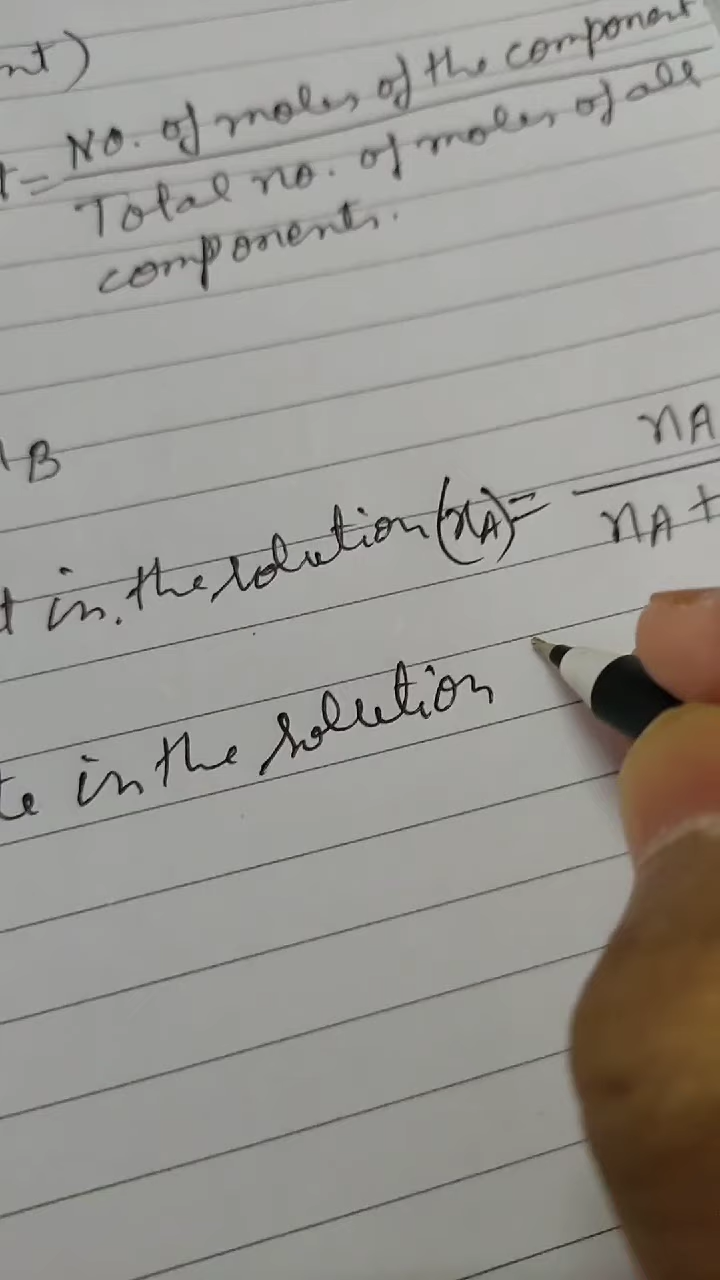 nt)
= No. of moles of the component
Total no. of moles of all
components.
B
nA
t in the solution (xA) =
nA +
te in the solution